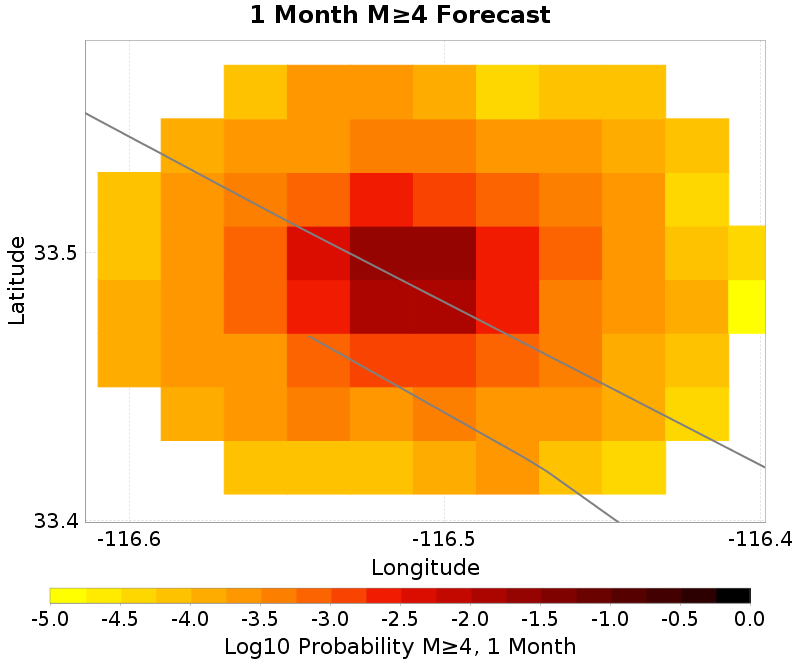 1 Month M≥4 Forecast
Latitude
33.5
33.4
-116.6 -116.5 -116.4
Longitude
-5.0 -4.5 -4.0 -3.5 -3.0 -2.5 -2.0 -1.5 -1.0 -0.5 0.0
Log10 Probability M≥4, 1 Month